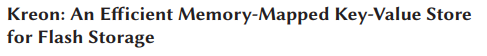 Kreon: An Efficient Memory-Mapped Key-Value Store
for Flash Storage